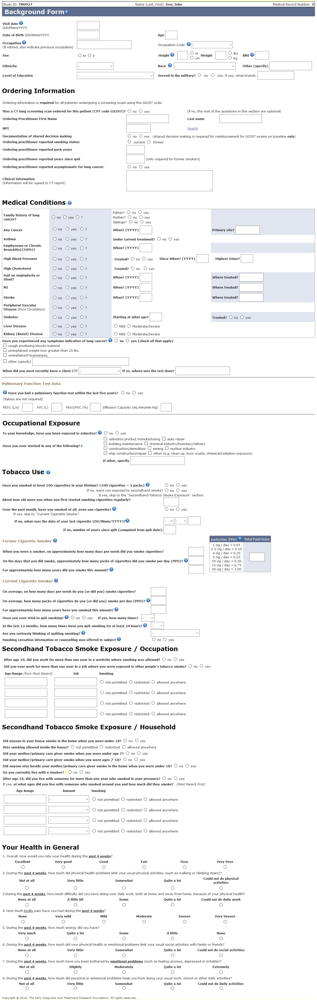 Study ID: TM0927 Name (Last, First): Doe, John Medical Record Number: X
Background Form
Visit date
(DD/Mmm/YYYY)
Date of Birth (DD/Mmm/YYYY) Age
Occupation
(If retired, also indicate previous occupation) Occupation Code -
Sex M F Height in cm Weight lbs kg BMI
Ethnicity - Race - Other (specify)
Level of Education - Served in the military? no yes. If yes, what branch:
Ordering Information
Ordering information is required for all patients undergoing a screening exam using the G0297 code.
Was a CT lung screening scan ordered for this patient (CPT code G0297)? no yes (if no, the rest of the questions in this section are optional)
Ordering Practitioner First Name Last name
NPI Search
Documentation of shared decision making no yes (shared decision making is required for reimbursement for G0297 exams on baseline only)
Ordering practitioner reported smoking status: current former
Ordering practitioner reported pack years
Ordering practitioner reported years since quit (only required for former smokers)
Ordering practitioner reported asymptomatic for lung cancer: no yes
Clinical information
(information will be copied to CT report)
Medical Conditions
Family history of lung
cancer? no yes ?
Father? no yes
Mother? no yes
Siblings? no yes
Any Cancer no yes ? When? (YYYY) Primary site?
Asthma no yes ? Under current treatment? no yes
Emphysema or Chronic
Bronchitis(COPD)? no yes ? When? (YYYY)
High Blood Pressure no yes ? Treated? no yes Since When? (YYYY) Highest Value?
High Cholesterol no yes ? Treated? no yes
Had an angioplasty or
Stent? no yes ? When? (YYYY) Where treated?
MI no yes ? When? (YYYY) Where treated?
Stroke no yes ? When? (YYYY) Where treated?
Peripheral Vascular
Disease (Poor Circulation) no yes ?
Diabetes no yes ? Starting at what age? Treated? no yes
Liver Disease no yes ? Mild Moderate/Severe
Kidney (Renal) Disease no yes ? Mild Moderate/Severe
Have you experienced any symptoms indicative of lung cancer? no yes (check all that apply)
cough producing bloody material
unexplained weight loss greater than 20 lbs.
unexplained hoarseness,
other (specify)
When did you most recently have a chest CT? - If so, where was the test done?
Pulmonary Function Test Data
Have you had a pulmonary function test within the last five years? no yes
(Values are not required)
FEV1 (L/s) FVC (L) FEV1/FVC (%) Diffusion Capacity (mL/min/mm Hg)
Occupational Exposure
To your knowledge, have you been exposed to asbestos? no yes
Have you ever worked in any of the following?
asbestos product manufacturing auto repair
building maintenance chemical industry/foundary/refinery
construction/demolition mining nuclear industry
ship construction/repair other (e.g. clean up, toxic waste, chemical/radiation exposure)
If other, specify
Tobacco Use
Have you smoked at least 100 cigarettes in your lifetime? (100 cigarettes = 5 packs) no yes
If no, were you exposed to secondhand smoke? no yes
If yes, skip to the "Secondhand Tobacco Smoke Exposure" section.
About how old were you when you first started smoking cigarettes regularly?
Over the past month, have you smoked at all, even one cigarette? no yes
If yes, skip to "Current Cigarette Smoker".
If no, when was the date of your last cigarette (DD/Mmm/YYYY)? - -
If no, number of years since quit (computed from quit date):
Former Cigarette Smoker
When you were a smoker, on approximately how many days per week did you smoke cigarettes?
On the days that you did smoke, approximately how many packs of cigarettes did you smoke per day (PPD)?
For approximately how many years did you smoke this amount?
packs/day (PPD) Total Pack-Years
1 cig / day = 0.05
2-3 cig / day = 0.10
4 cig / day = 0.20
5 cig / day = 0.25
10 cig / day = 0.50
15 cig / day = 0.75
20 cig / day = 1.00
Current Cigarette Smoker
On average, on how many days per week do you (or did you) smoke cigarettes?
On average, how many packs of cigarettes do you (or did you) smoke per day (PPD)?
For approximately how many years have you smoked this amount?
Have you ever tried to quit smoking? no yes If yes, how many times? -
In the last 12 months, how many times have you quit smoking for at least 24 hours? -
Are you seriously thinking of quitting smoking? -
Smoking cessation information or counselling was offered to subject no yes
Secondhand Tobacco Smoke Exposure / Occupation
After age 18, did you work for more than one year in a worksite where smoking was allowed? no yes
Did you ever work for more than one year in a job where you were exposed to other people's tobacco smoke? no yes
Age Range (from Most Recent) Job Smoking
not permitted restricted allowed anywhere
not permitted restricted allowed anywhere
not permitted restricted allowed anywhere
not permitted restricted allowed anywhere
Secondhand Tobacco Smoke Exposure / Household
Did anyone in your house smoke in the home when you were under 18? no yes
Was smoking allowed inside the house? not permitted restricted allowed anywhere
Did your mother/primary care giver smoke when you were under age 7? no yes
Did your mother/primary care giver smoke when you were ages 7-18? no yes
Did anyone else beside your mother/primary care giver smoke in the home when you were under 18? no yes
Do you currently live with a smoker? no yes
After age 18, did you live with someone for more than one year who smoked in your presence? no yes
If yes, at what ages did you live with someone who smoked around you and how much did they smoke? (Most Recent First)
Age Range Amount Smoking
- not permitted restricted allowed anywhere
- not permitted restricted allowed anywhere
- not permitted restricted allowed anywhere
- not permitted restricted allowed anywhere
Your Health in General
1. Overall, how would you rate your health during the past 4 weeks?
Excellent Very good Good Fair Poor Very Poor
2. During the past 4 weeks, how much did physical health problems limit your usual physical activities (such as walking or climbing stairs)?
Not at all Very little Somewhat Quite a lot Could not do physical
activities
3.During the past 4 weeks, how much difficulty did you have doing your daily work, both at home and away from home, because of your physical health?
None at all A little bit Some Quite a lot Could not do daily work
4. How much bodily pain have you had during the past 4 weeks?
None Very mild Mild Moderate Severe Very Severe
5. During the past 4 weeks, how much energy did you have?
Very much Quite a lot Some A little None
6. During the past 4 weeks, how much did your physical health or emotional problems limit your usual social activities with family or friends?
None at all Very little Somewhat Quite a lot Could not do social activities
7. During the past 4 weeks, how much have you been bothered by emotional problems (such as feeling anxious, depressed or irritable)?
Not at all Slightly Moderately Quite a lot Extremely
8. During the past 4 weeks, how much did personal or emotional problems keep you from doing your usual work, school or other daily activities?
Not at all Very little Somewhat Quite a lot Could not do daily activities
Copyright © 2016, The Early Diagnosis and Treatment Research Foundation. All rights reserved.